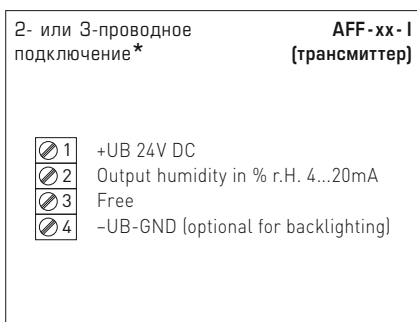 2- или 3-проводное
подключение*
AFF-xx-I
(трансмиттер)
1 +UB 24V DC
2 Output humidity in % r.H. 4...20mA
3 Free
4 –UB-GND (optional for backlighting)